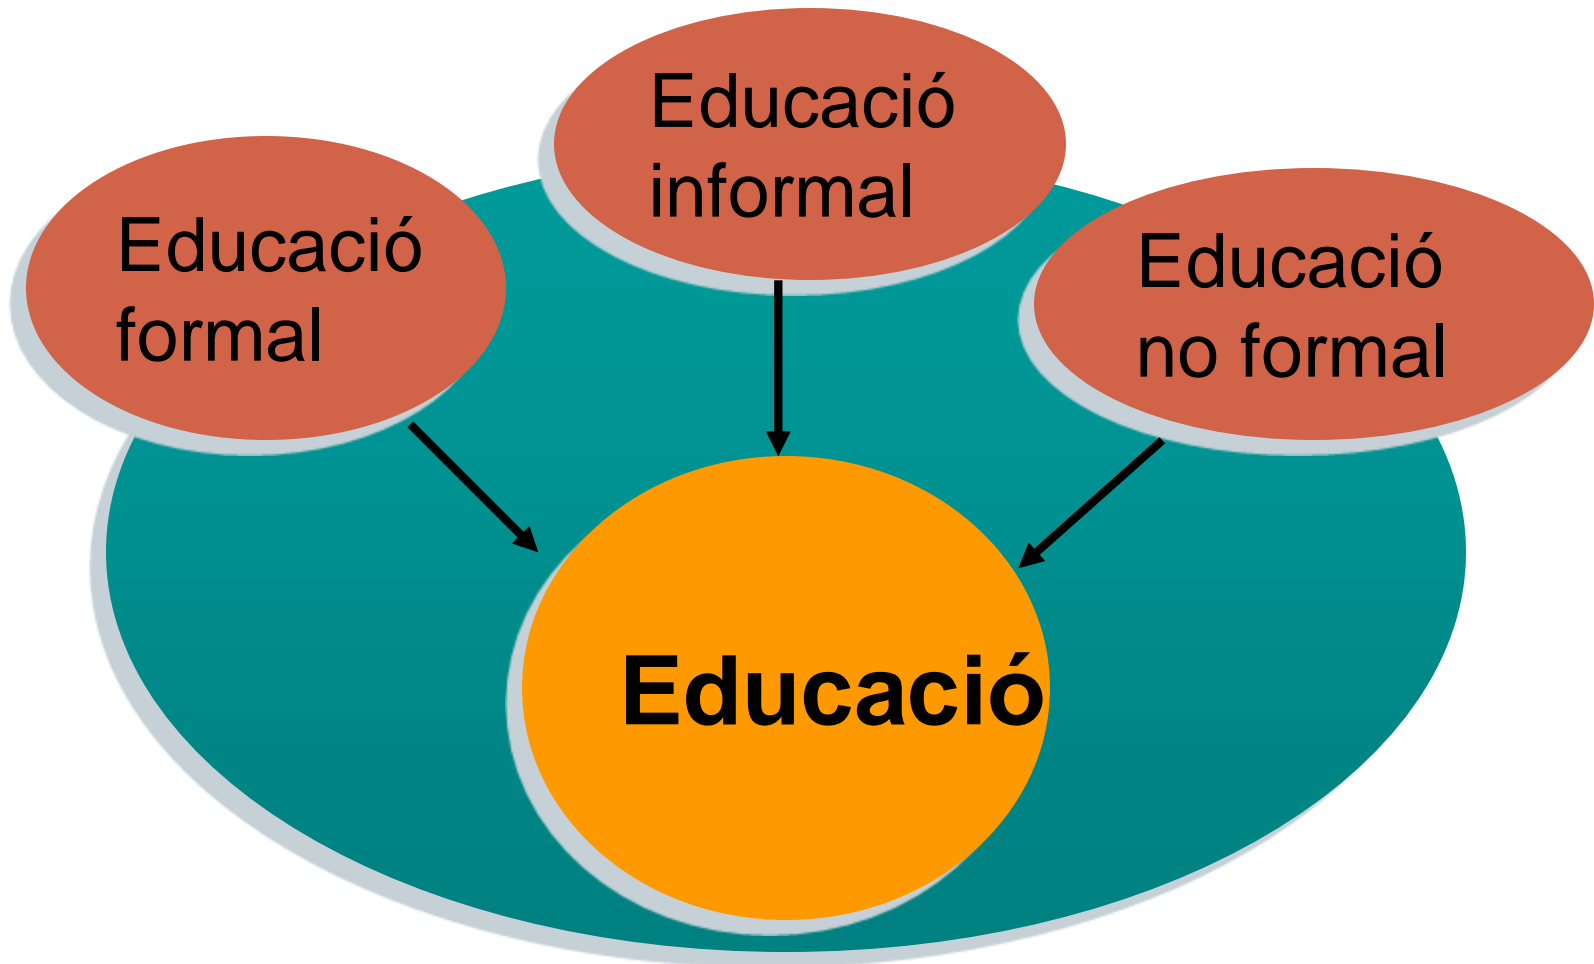 Educació
formal
Educació
informal
Educació
no formal
Educació